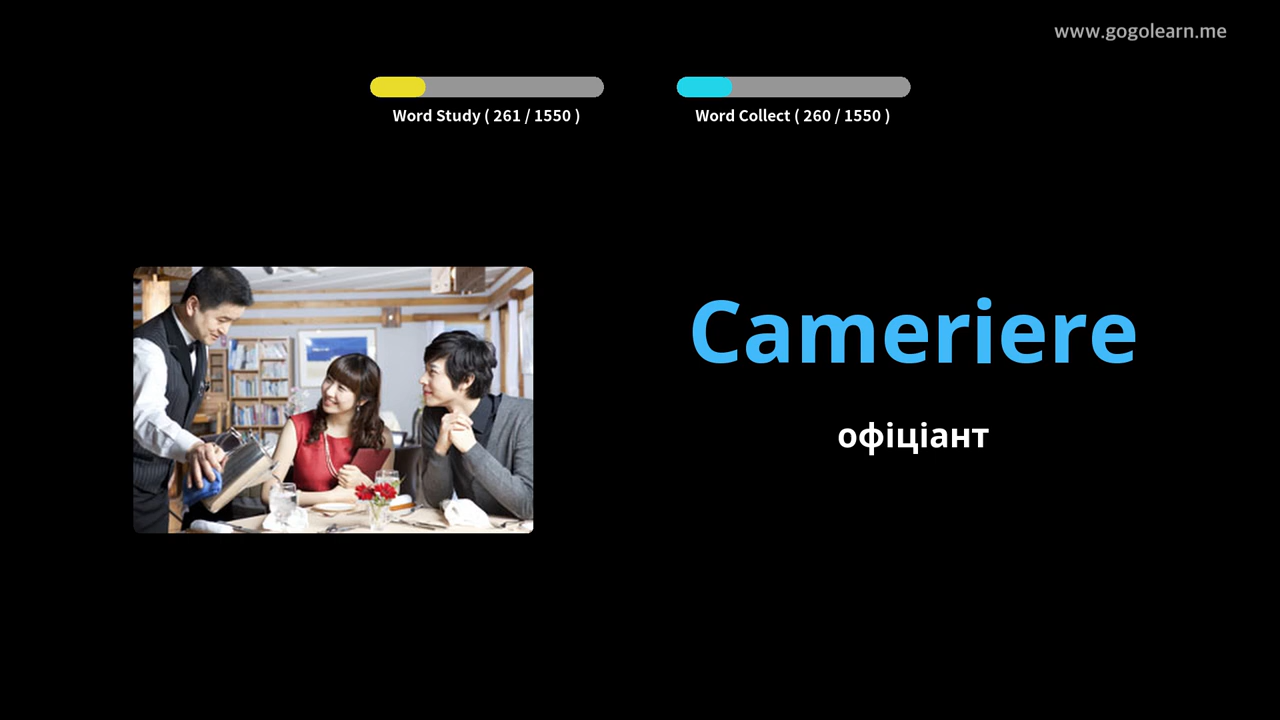 www.gogolearn.me
Word Study ( 261 / 1550 )
Word Collect ( 260 / 1550 )
Cameriere
офіціант